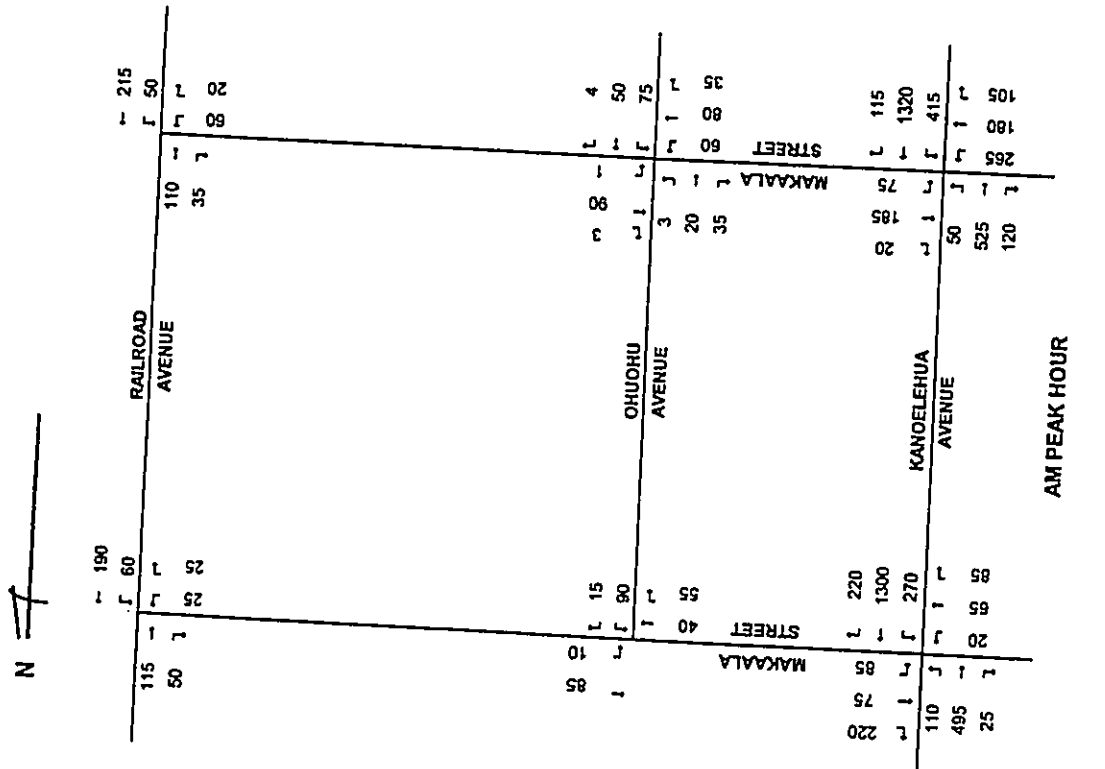 N
190
60
25 25
115
50
RAILROAD
AVENUE
215
50
60 20
110
35
15
90
40 55
10
85
OHUOHU
AVENUE
4
50
75
60 80 35
3 90 1
3
20
35
MAKAALA
STREET
MAKAALA
STREET
220
1300
270
20 65 85
220 75 85
110
495
25
KANOELEHUA
AVENUE
115
1320
415
265 180 105
20 185 75
50
525
120
AM PEAK HOUR